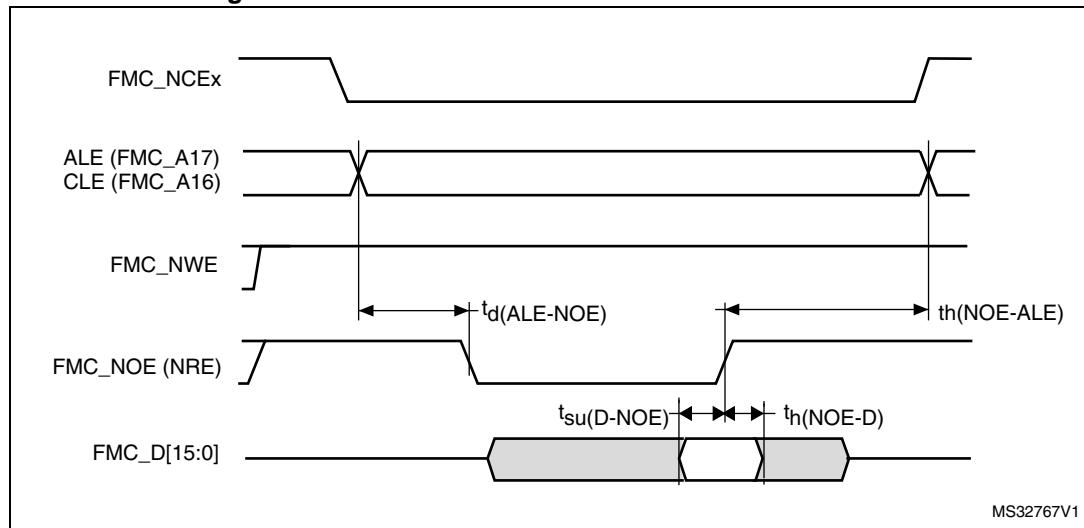 FMC_NCEx
ALE (FMC_A17)
CLE (FMC_A16)
FMC_NWE
td(ALE-NOE)
th(NOE-ALE)
FMC_NOE (NRE)
tsu(D-NOE)
th(NOE-D)
FMC_D[15:0]
MS32767V1